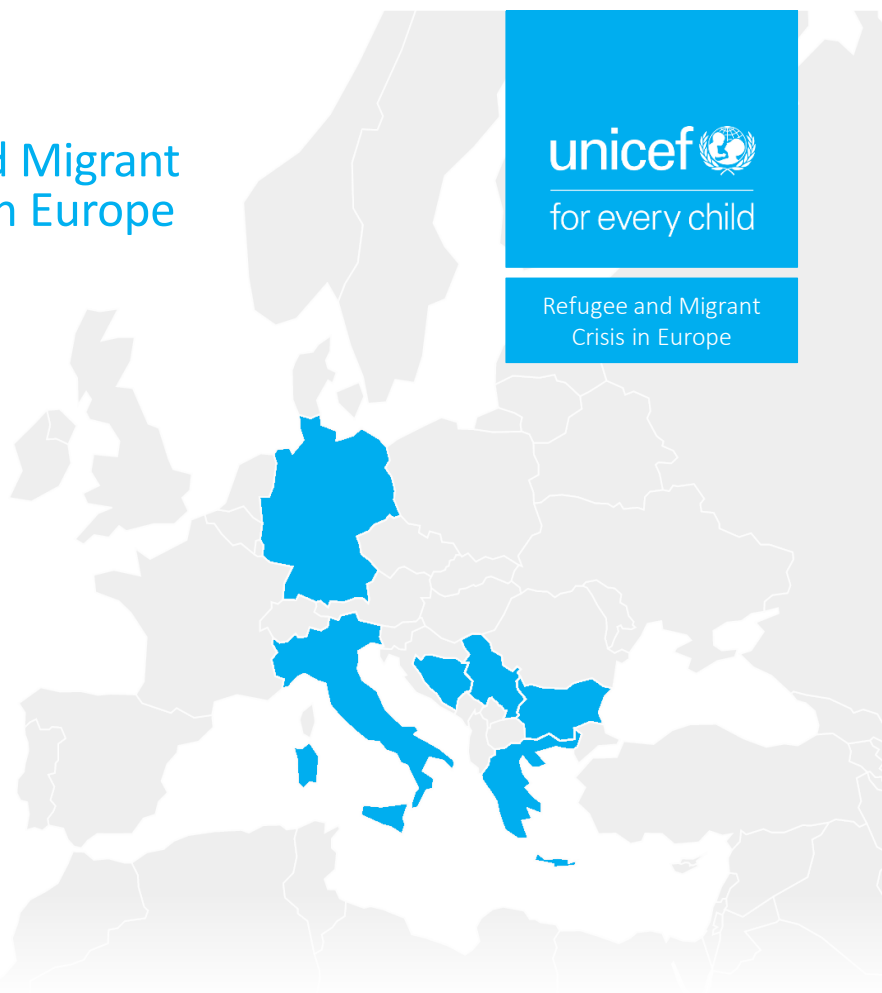 d Migrant
n Europe
unicef
for every child
Refugee and Migrant
Crisis in Europe